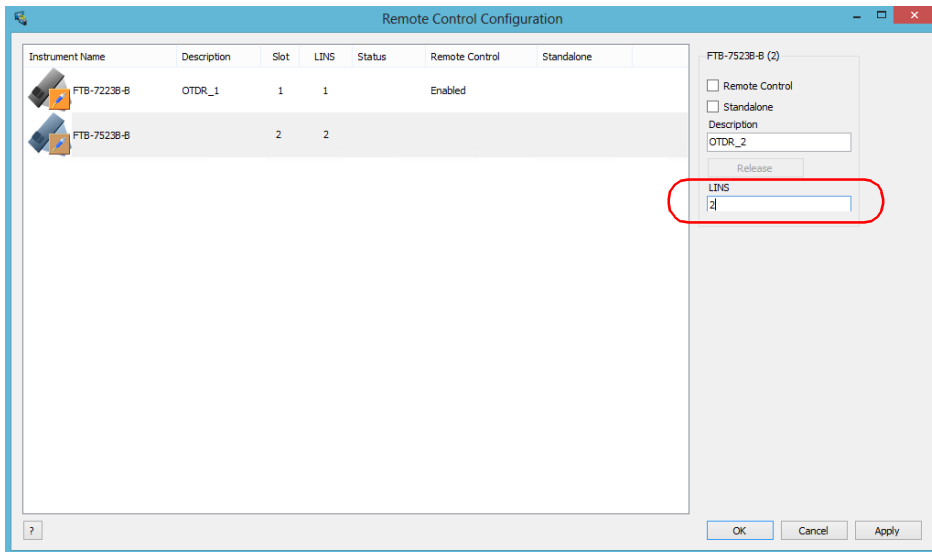 Remote Control Configuration
Instrument Name Description Slot LINS Status Remote Control Standalone
FTB-7223B-B OTDR_1 1 1 Enabled
FTB-7523B-B 2 2
FTB-7523B-B (2)
Remote Control
Standalone
Description
OTDR_2
Release
LINS
2
? OK Cancel Apply